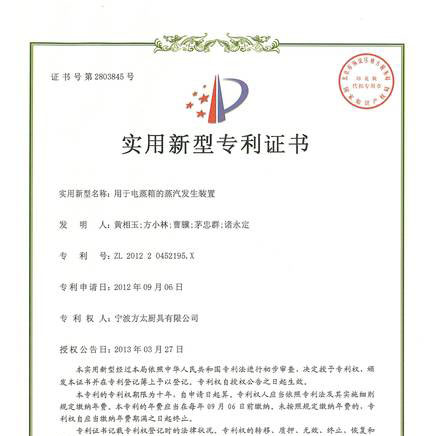 证书号第2803845号
实用新型专利证书
实用新型名称：用于电蒸箱的蒸汽发生装置
发 明 人：黄相玉;方小林;曹骥;茅忠群;诸永定
专 利 号：ZL 2012 2 0452195.X
专利申请日：2012年09月06日
专 利 权 人：宁波方太厨具有限公司
授权公告日：2013年03月27日
本实用新型经过本局依照中华人民共和国专利法进行初步审查，决定授予专利权，颁
发本证书并在专利登记簿上予以登记。专利权自授权公告之日起生效。
本专利的专利权期限为十年，自申请日起算。专利权人应当依照专利法及其实施细则
规定缴纳年费。本专利的年费应当在每年09月06日前缴纳。未按照规定缴纳年费的，专利
权自应当缴纳年费期满之日起终止。
专利证书记载专利权登记时的法律状况。专利权的转移、质押、无效、终止、恢复和